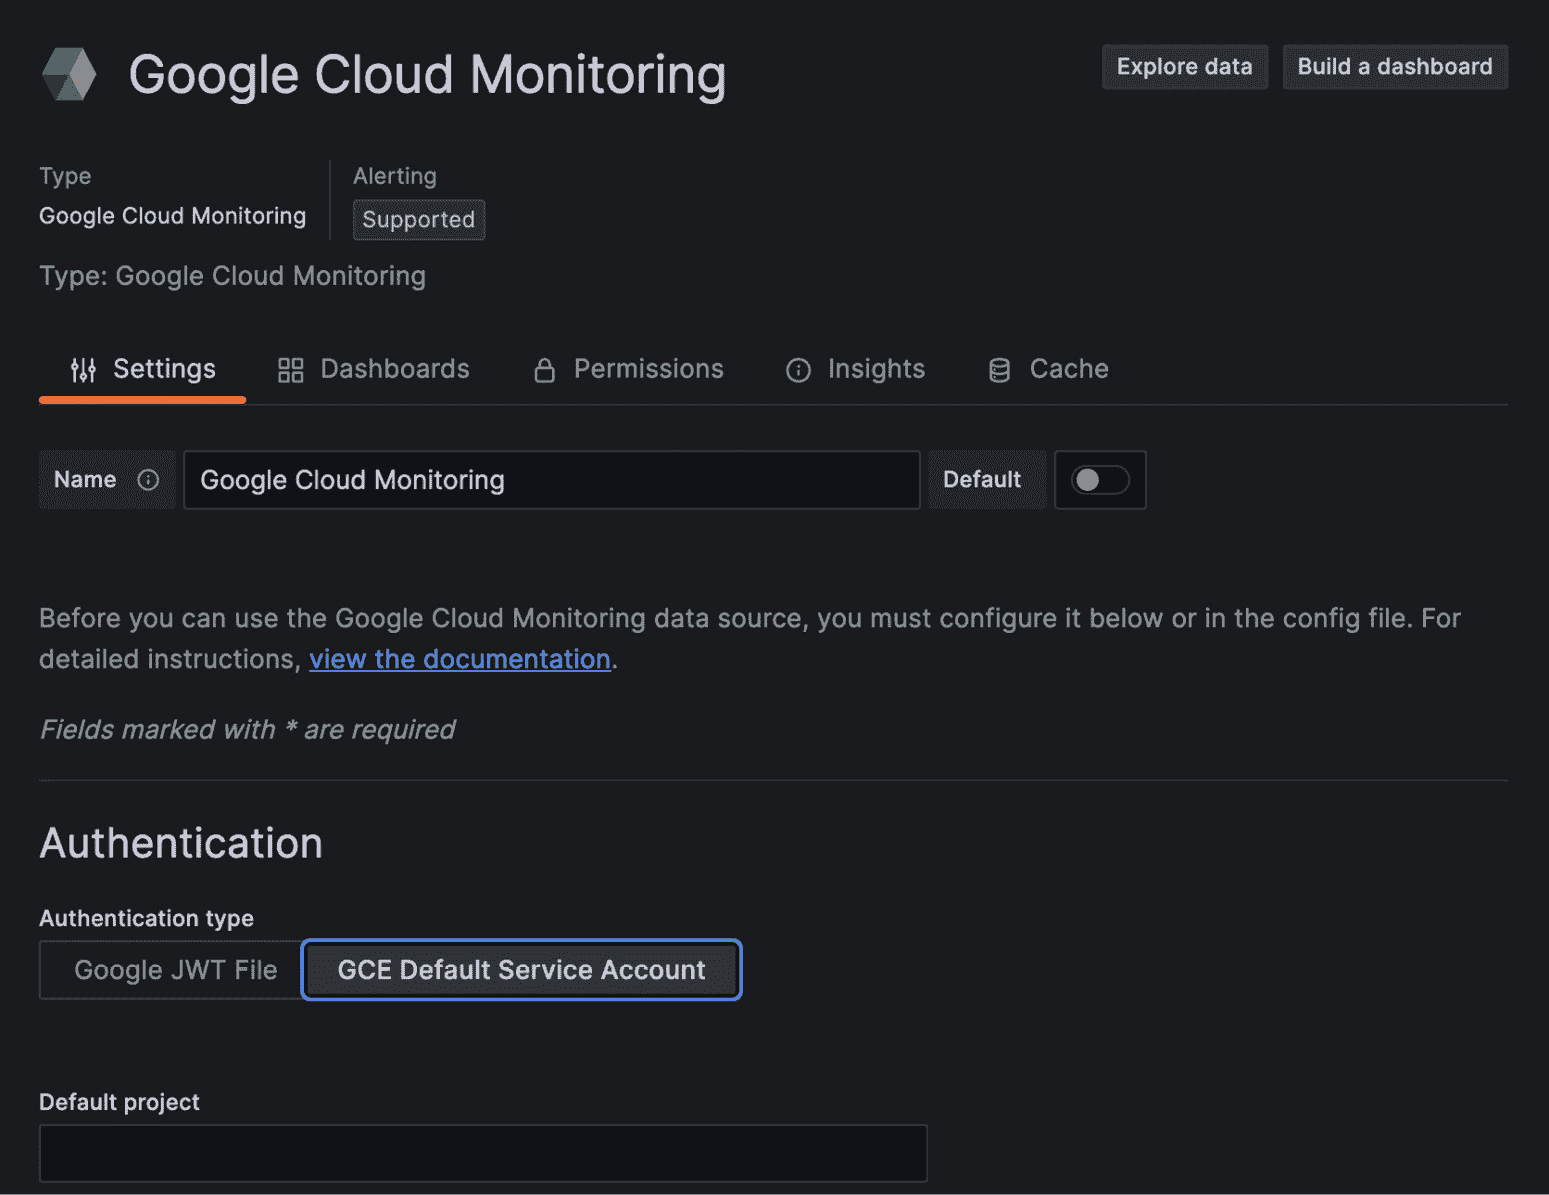 Google Cloud Monitoring
Explore data
Build a dashboard
Type
Google Cloud Monitoring
Alerting
Supported
Type: Google Cloud Monitoring
Settings
Dashboards
Permissions
Insights
Cache
Name
Google Cloud Monitoring
Default
Before you can use the Google Cloud Monitoring data source, you must configure it below or in the config file. For
detailed instructions, view the documentation.
Fields marked with * are required
Authentication
Authentication type
Google JWT File
GCE Default Service Account
Default project